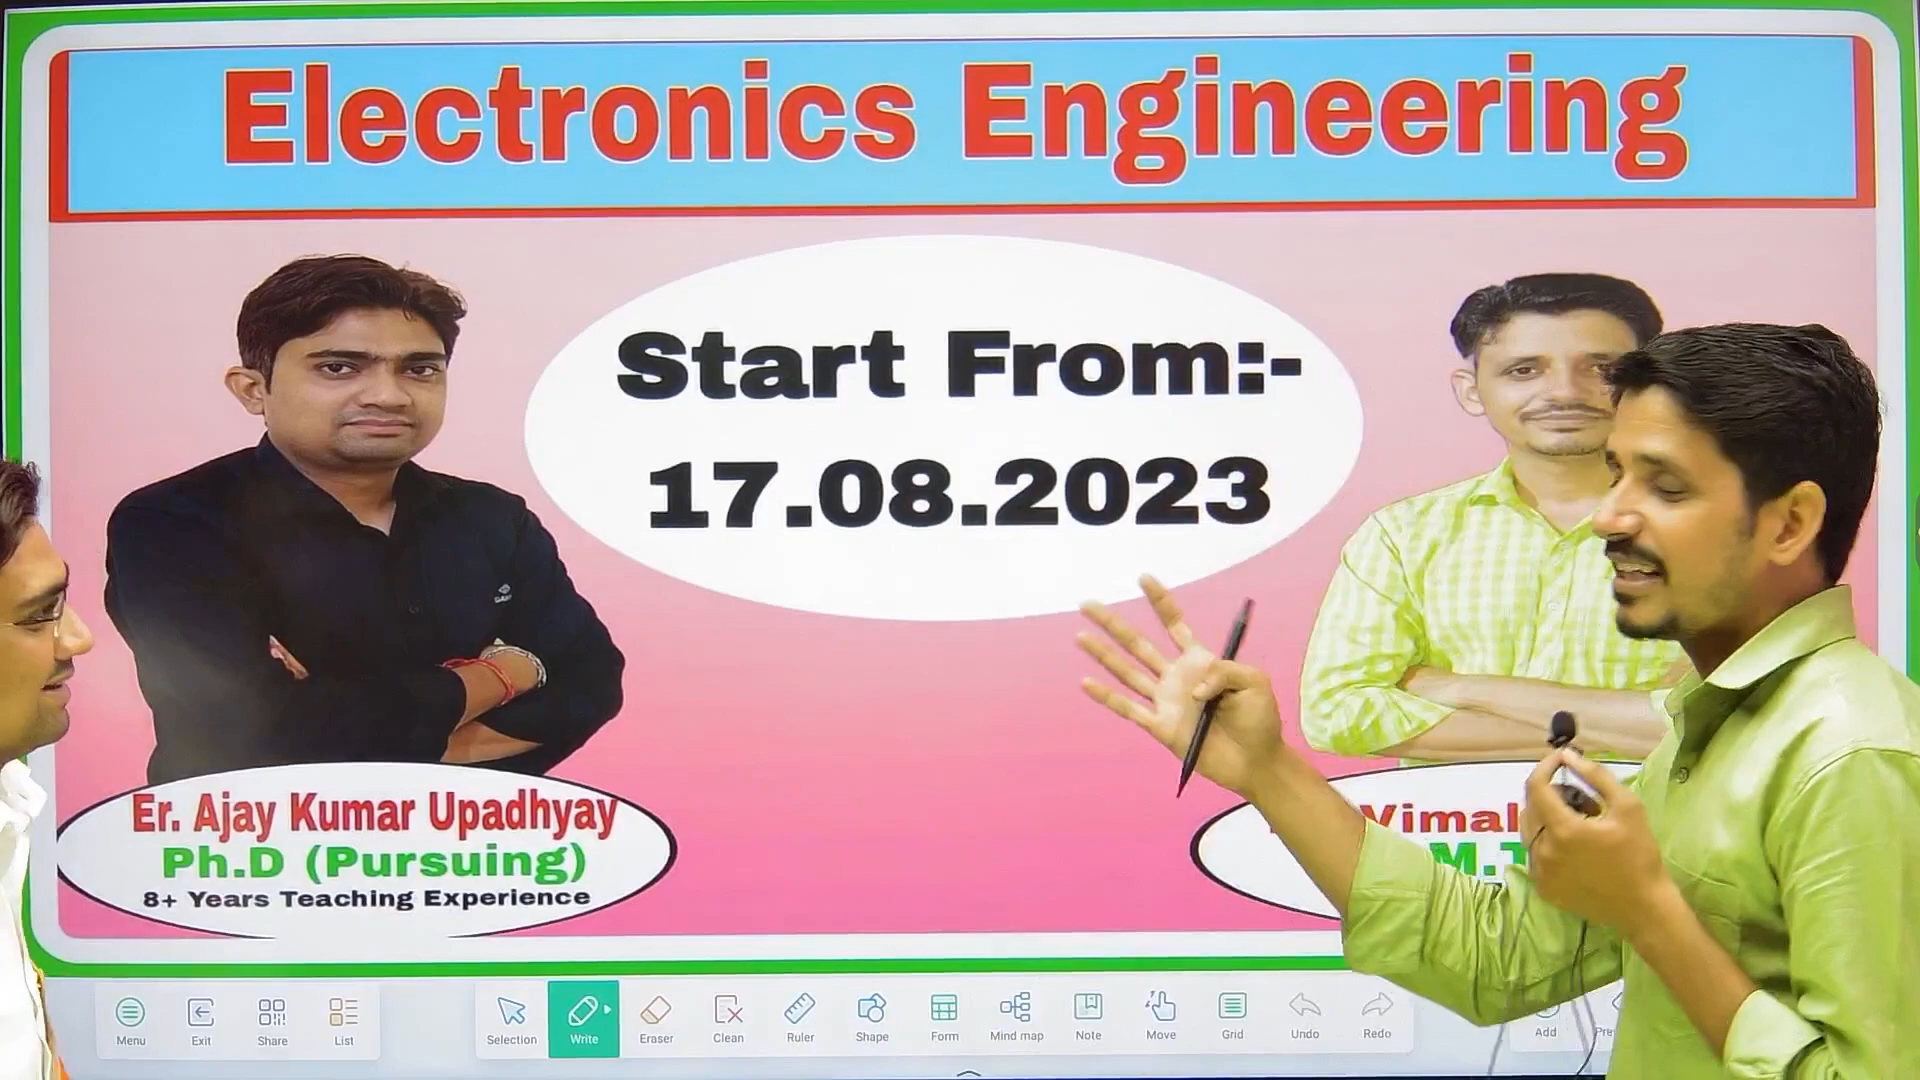 Electronics Engineering
Start From:-
17.08.2023
Er. Ajay Kumar Upadhyay
Ph.D (Pursuing)
8+ Years Teaching Experience
Vimal
Menu
Exit
Share
List
Selection
Write
Eraser
Clean
Ruler
Shape
Form
Mind map
Note
Move
Grid
Undo
Redo
Add